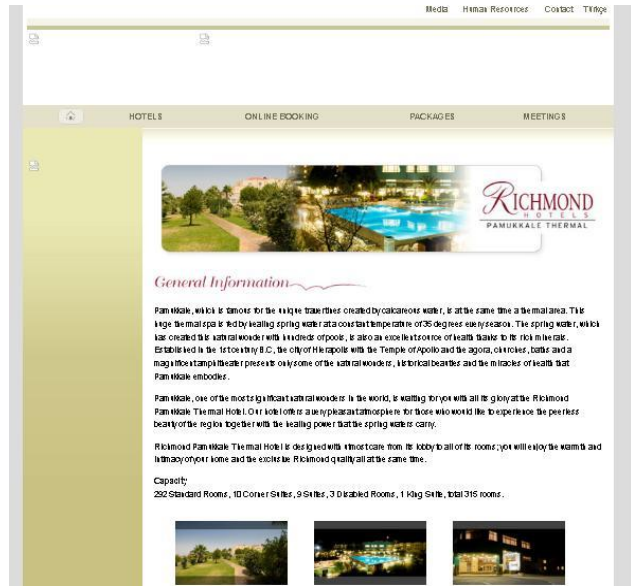 Media Human Resources Contact Türkçe
HOTELS ONLINE BOOKING PACKAGES MEETINGS
RICHMOND
HOTELS
PAMUKKALE THERMAL
General Information
Pamukkale, which is famous for the unique travertines created by calcareous water, is at the same time a thermal area. This
huge thermal spa is fed by healing spring water at a constant temperature of 35 degrees every season. The spring water, which
has created this natural wonder with hundreds of pools, is also an excellent source of health thanks to its rich minerals.
Established in the 1st century B.C, the city of Hierapolis with the Temple of Apollo and the agora, churches, baths and a
magnificent amphitheater presents only some of the natural wonders, historical beauties and the miracles of health that
Pamukkale embodies.
Pamukkale, one of the most significant natural wonders in the world, is waiting for you with all its glory at the Richmond
Pamukkale Thermal Hotel. Our hotel offers a very pleasant atmosphere for those who would like to experience the peerless
beauty of the region together with the healing power that the spring waters carry.
Richmond Pamukkale Thermal Hotel is designed with utmost care from its lobby to all of its rooms; you will enjoy the warmth and
intimacy of your home and the exclusive Richmond quality all at the same time.
Capacity
292 Standard Rooms, 10 Corner Suites, 9 Suites, 3 Disabled Rooms, 1 King Suite, total 315 rooms.